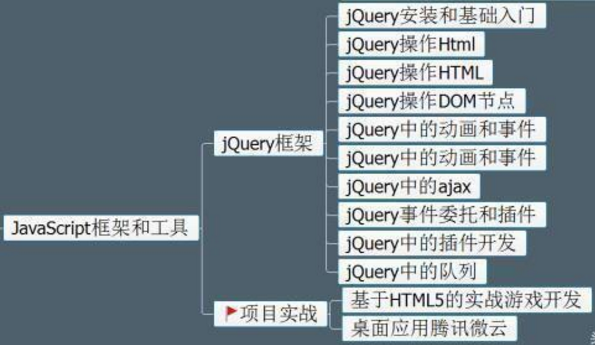 jQuery安装和基础入门
jQuery操作Html
jQuery操作HTML
jQuery操作DOM节点
jQuery中的动画和事件
jQuery框架
jQuery中的动画和事件
jQuery中的ajax
JavaScript框架和工具
jQuery事件委托和插件
jQuery中的插件开发
jQuery中的队列
项目实战
基于HTML5的实战游戏开发
桌面应用腾讯微云